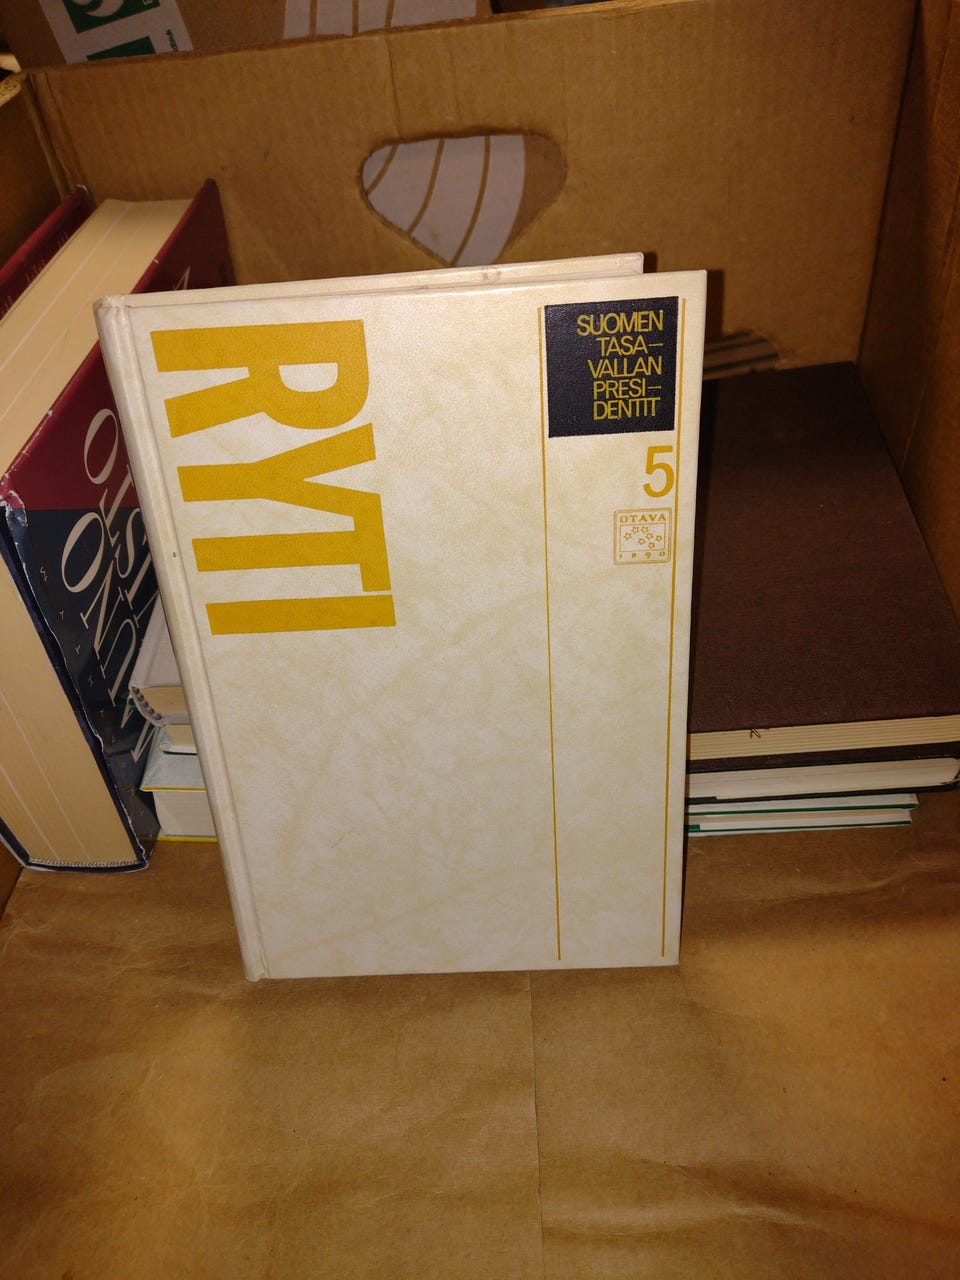 RYTI
SUOMEN
TASA–
VALLAN
PRESI–
DENTIT
5
OTAVA
1890